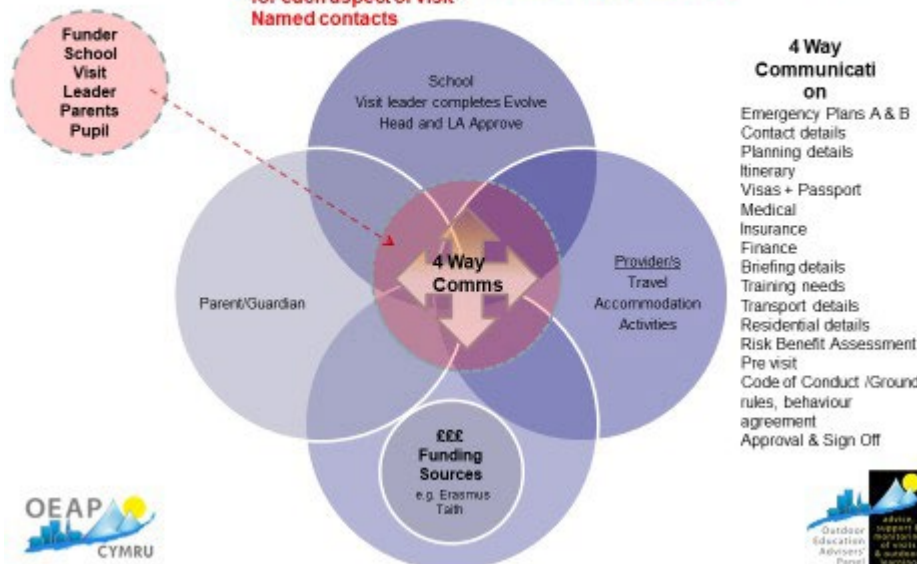 for each aspect of visit
Named contacts
Funder
School
Visit
Leader
Parents
Pupil
School
Visit leader completes Evolve
Head and LA Approve
Parent/Guardian
4 Way
Comms
Provider/s
Travel
Accommodation
Activities
£££
Funding
Sources
e.g. Erasmus
Taith
4 Way
Communicati
on
Emergency Plans A & B
Contact details
Planning details
Itinerary
Visas + Passport
Medical
Insurance
Finance
Briefing details
Training needs
Transport details
Residential details
Risk Benefit Assessment
Pre visit
Code of Conduct /Ground
rules, behaviour
agreement
Approval & Sign Off
OEAP
CYMRU
Outdoor
Education
Advisers'
Panel
advice,
support &
monitoring
of visits
& outdoor
learning